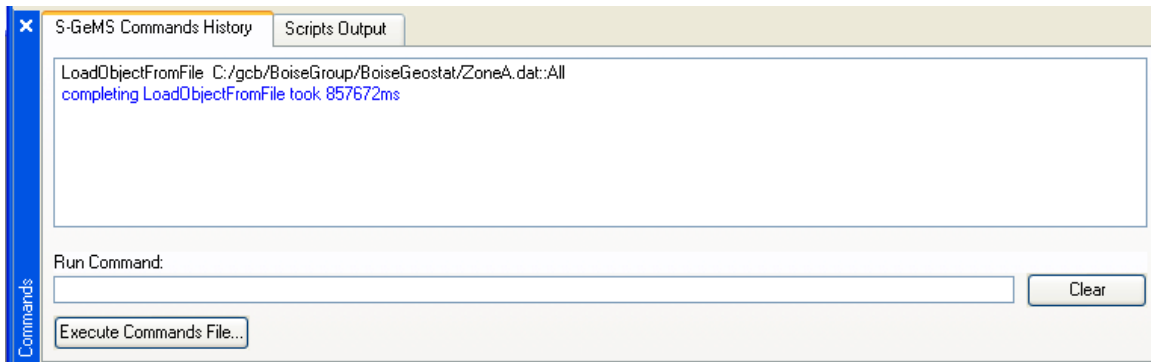 S-GeMS Commands History
Scripts Output
LoadObjectFromFile C:/gcb/BoiseGroup/BoiseGeostat/ZoneA.dat::All
completing LoadObjectFromFile took 857672ms
Run Command:
Clear
Execute Commands File...
Commands